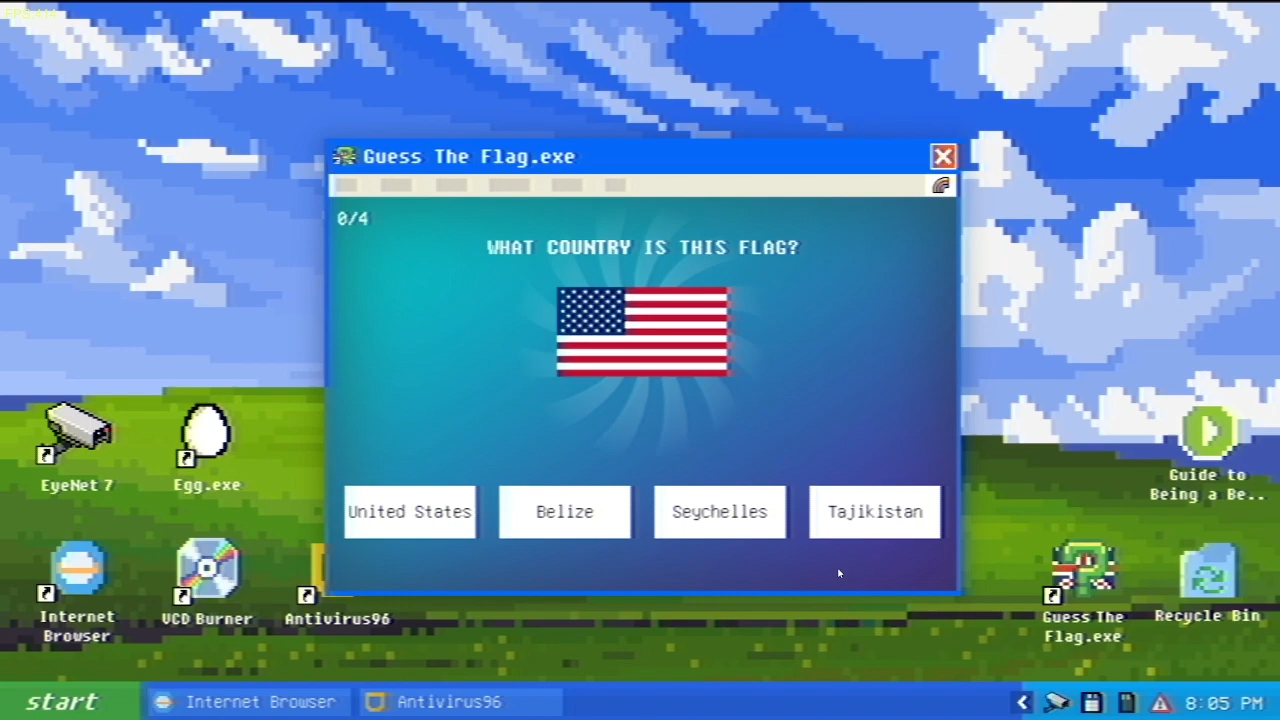 FPS:414
Guess The Flag.exe
0/4
WHAT COUNTRY IS THIS FLAG?
United States
Belize
Seychelles
Tajikistan
EyeNet 7
Egg.exe
Guide to
Being a Be..
Internet
Browser
VCD Burner
Antivirus96
Guess The
Flag.exe
Recycle Bin
start
Internet Browser
Antivirus96
8:05 PM